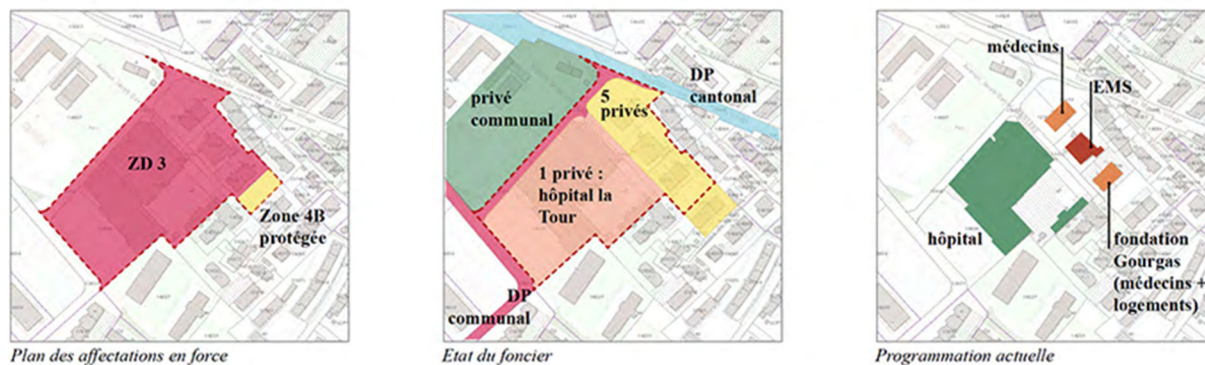 ZD 3
Zone 4B
protégée
Plan des affectations en force
privé
communal
5
privés
DP
cantonal
1 privé :
hôpital la
Tour
DP
communal
Etat du foncier
médecins
EMS
hôpital
fondation
Gourgas
(médecins +
logements)
Programmation actuelle